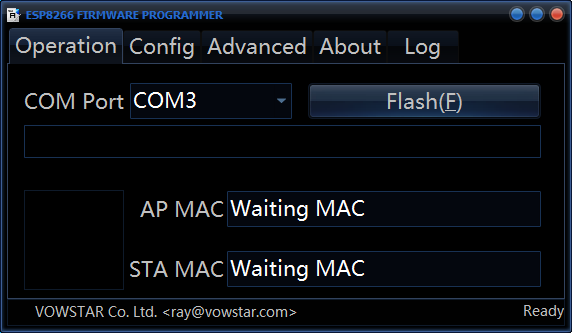 ESP8266 FIRMWARE PROGRAMMER
Operation Config Advanced About Log
COM Port COM3 Flash(F)
AP MAC Waiting MAC
STA MAC Waiting MAC
VOWSTAR Co. Ltd. <ray@vowstar.com> Ready